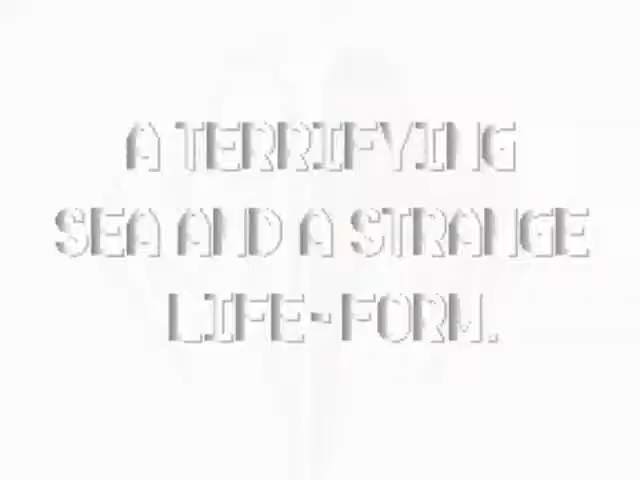 A TERRIFYING
SEA AND A STRANGE
LIFE-FORM.